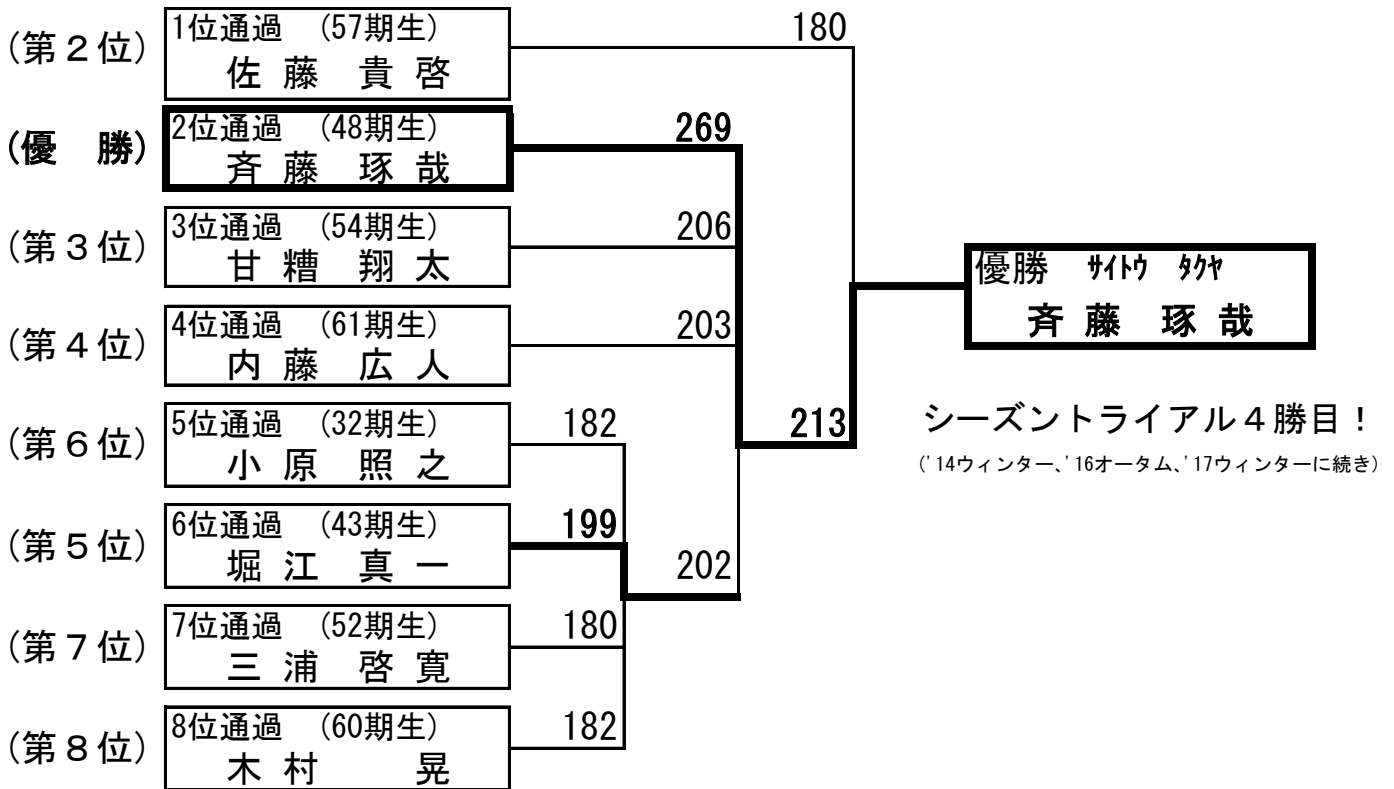 (第２位)
1位通過　(57期生)
佐 藤　貴 啓
180
(優　勝)
2位通過　(48期生)
斉 藤　琢 哉
269
(第３位)
3位通過　(54期生)
甘 糟　翔 太
206
(第４位)
4位通過　(61期生)
内 藤　広 人
203
優勝　ｻｲﾄｳ　ﾀｸﾔ
斉 藤　琢 哉
(第６位)
5位通過　(32期生)
小 原　照 之
182
213
シーズントライアル４勝目！
('14ウィンター、'16オータム、'17ウィンターに続き)
(第５位)
6位通過　(43期生)
堀 江　真 一
199
202
(第７位)
7位通過　(52期生)
三 浦　啓 寛
180
(第８位)
8位通過　(60期生)
木 村　　晃
182